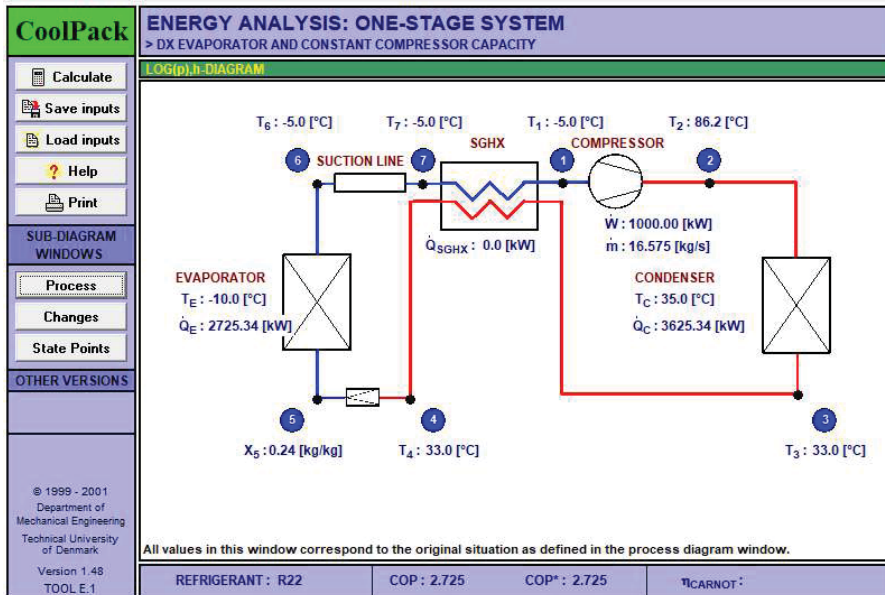 CoolPack
ENERGY ANALYSIS: ONE-STAGE SYSTEM
> DX EVAPORATOR AND CONSTANT COMPRESSOR CAPACITY
LOG(p),h-DIAGRAM
Calculate
Save inputs
Load inputs
? Help
Print
SUB-DIAGRAM
WINDOWS
Process
Changes
State Points
OTHER VERSIONS
© 1999 - 2001
Department of
Mechanical Engineering
Technical University
of Denmark
Version 1.48
TOOL E.1
T6 : -5.0 [°C]
T7 : -5.0 [°C]
T1 : -5.0 [°C]
T2 : 86.2 [°C]
SGHX
COMPRESSOR
6
SUCTION LINE
7
1
2
Q̇SGHX : 0.0 [kW]
Ẇ : 1000.00 [kW]
ṁ : 16.575 [kg/s]
EVAPORATOR
TE : -10.0 [°C]
Q̇E : 2725.34 [kW]
CONDENSER
TC : 35.0 [°C]
Q̇C : 3625.34 [kW]
5
4
3
X5 : 0.24 [kg/kg]
T4 : 33.0 [°C]
T3 : 33.0 [°C]
All values in this window correspond to the original situation as defined in the process diagram window.
REFRIGERANT : R22
COP : 2.725
COP* : 2.725
ηCARNOT :